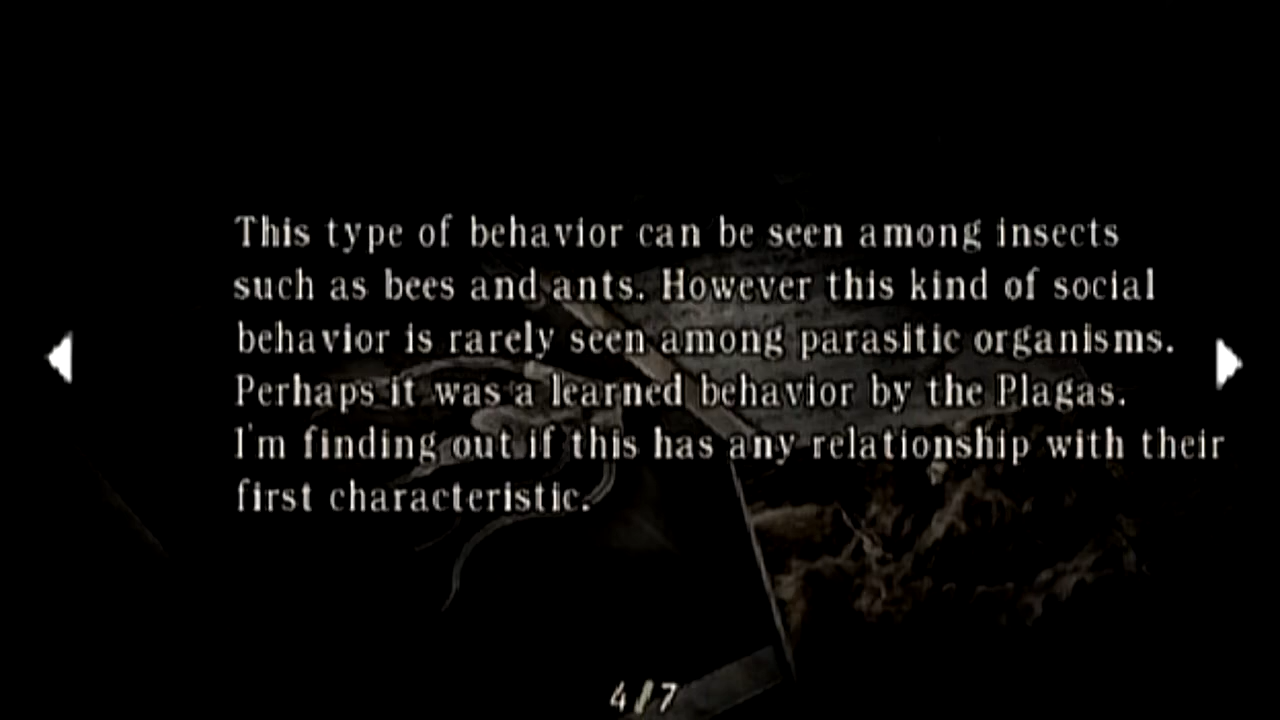 This type of behavior can be seen among insects
such as bees and ants. However this kind of social
behavior is rarely seen among parasitic organisms.
Perhaps it was a learned behavior by the Plagas.
I'm finding out if this has any relationship with their
first characteristic.
4/7